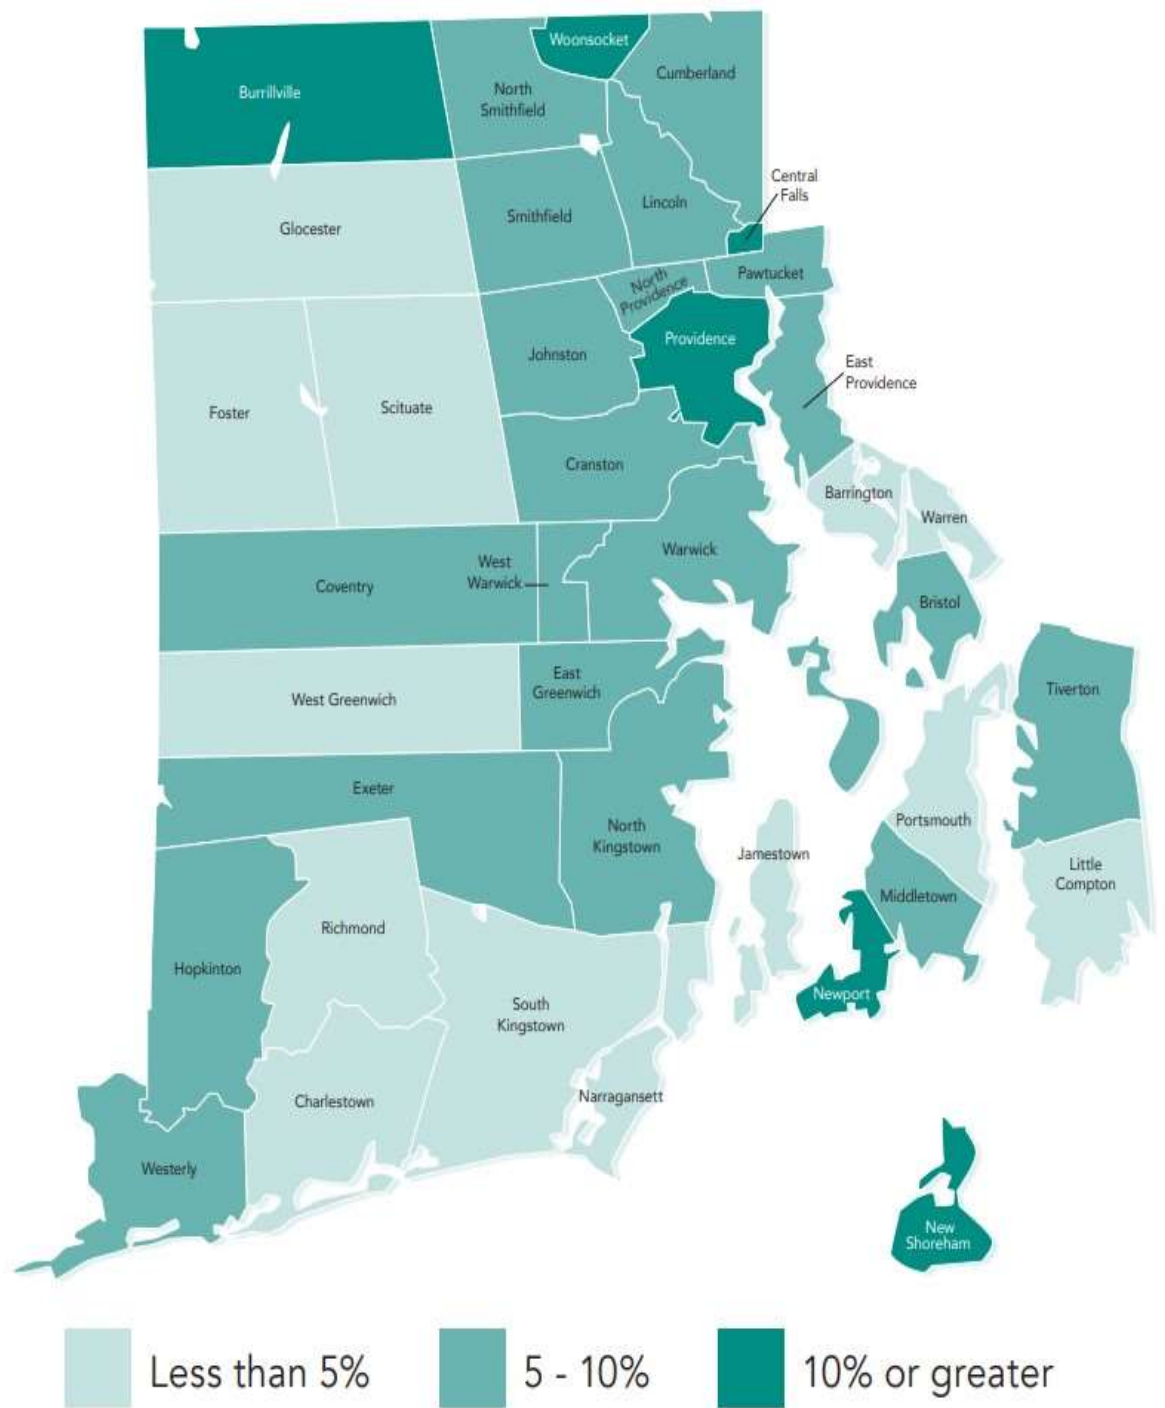 Woonsocket
Cumberland
Burrillville
North
Smithfield
Central
Falls
Lincoln
Smithfield
Glocester
Pawtucket
North
Providence
Providence
Johnston
East
Providence
Foster
Scituate
Cranston
Barrington
Warren
Warwick
West
Warwick
Coventry
Bristol
East
Greenwich
West Greenwich
Tiverton
Exeter
North
Kingstown
Portsmouth
Jamestown
Little
Compton
Middletown
Richmond
Hopkinton
Newport
South
Kingstown
Narragansett
Charlestown
Westerly
New
Shoreham
Less than 5%
5 - 10%
10% or greater